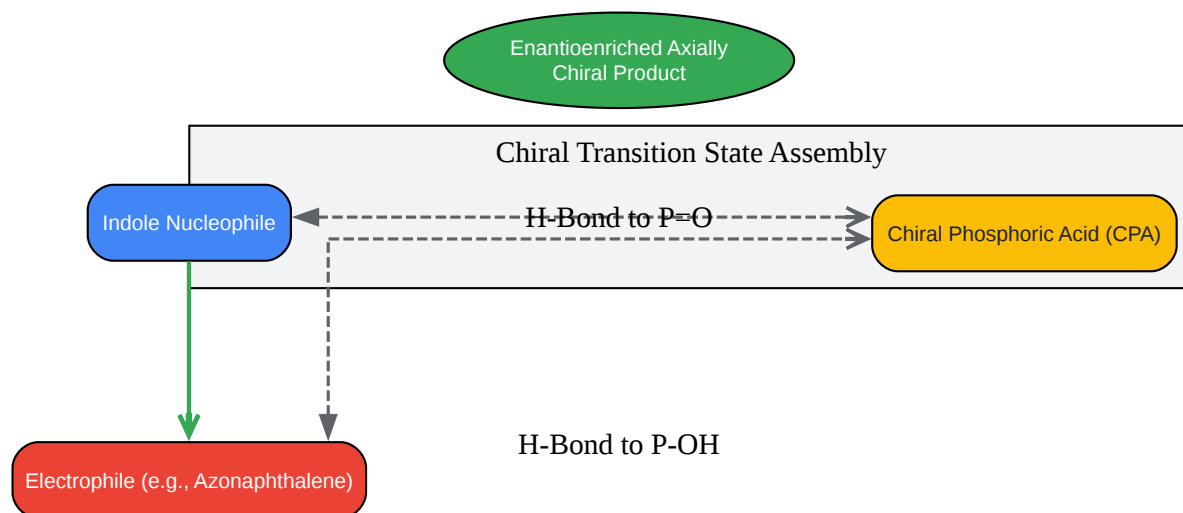 Enantioenriched Axially
Chiral Product
Chiral Transition State Assembly
Indole Nucleophile
H-Bond to P=O
Chiral Phosphoric Acid (CPA)
H-Bond to P-OH
Electrophile (e.g., Azonaphthalene)